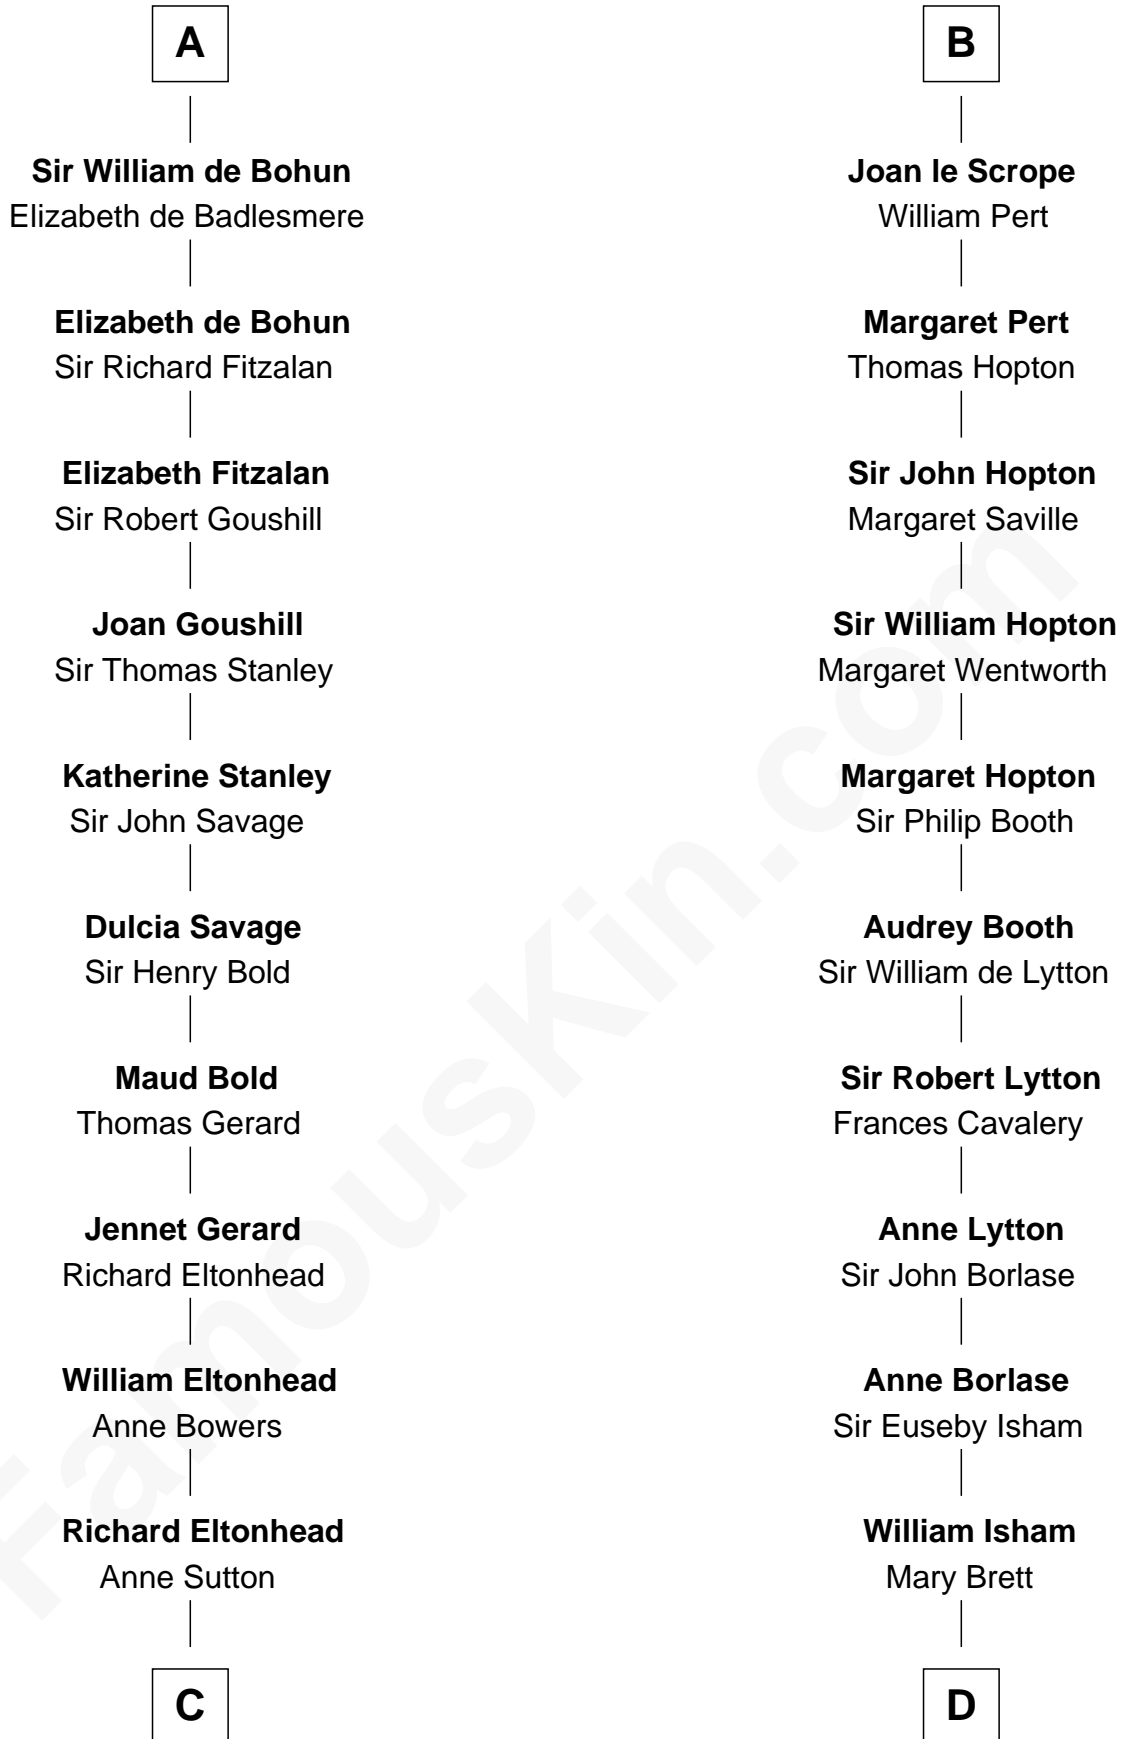 A
Sir William de Bohun
Elizabeth de Badlesmere
Elizabeth de Bohun
Sir Richard Fitzalan
Elizabeth Fitzalan
Sir Robert Goushill
Joan Goushill
Sir Thomas Stanley
Katherine Stanley
Sir John Savage
Dulcia Savage
Sir Henry Bold
Maud Bold
Thomas Gerard
Jennet Gerard
Richard Eltonhead
William Eltonhead
Anne Bowers
Richard Eltonhead
Anne Sutton
C
B
Joan le Scrope
William Pert
Margaret Pert
Thomas Hopton
Sir John Hopton
Margaret Saville
Sir William Hopton
Margaret Wentworth
Margaret Hopton
Sir Philip Booth
Audrey Booth
Sir William de Lytton
Sir Robert Lytton
Frances Cavalery
Anne Lytton
Sir John Borlase
Anne Borlase
Sir Euseby Isham
William Isham
Mary Brett
D
FamousKin.com